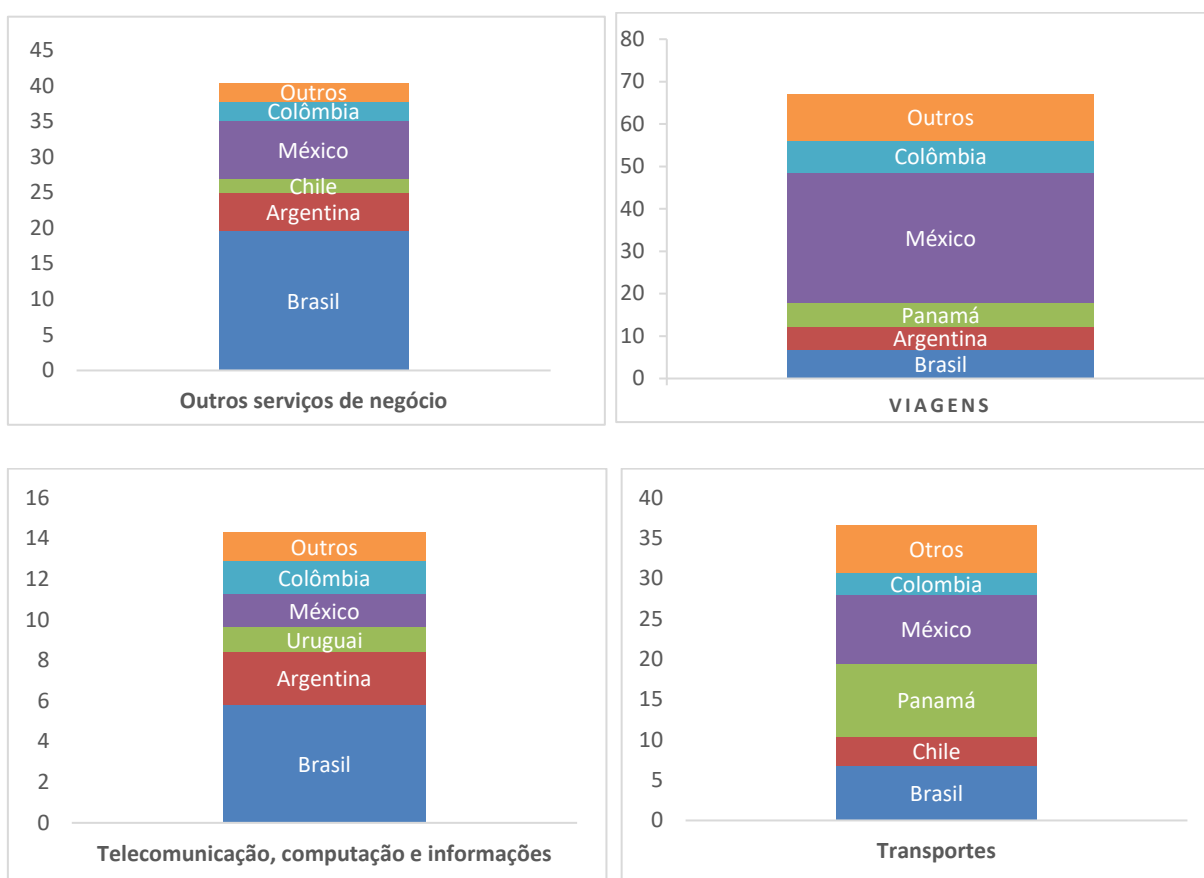 45
40
35
30
25
20
15
10
5
0
Outros
Colômbia
México
Chile
Argentina
Brasil
Outros serviços de negócio
80
70
60
50
40
30
20
10
0
Outros
Colômbia
México
Panamá
Argentina
Brasil
VIAGENS
16
14
12
10
8
6
4
2
0
Outros
Colômbia
México
Uruguai
Argentina
Brasil
Telecomunicação, computação e informações
40
35
30
25
20
15
10
5
0
Otros
Colombia
México
Panamá
Chile
Brasil
Transportes